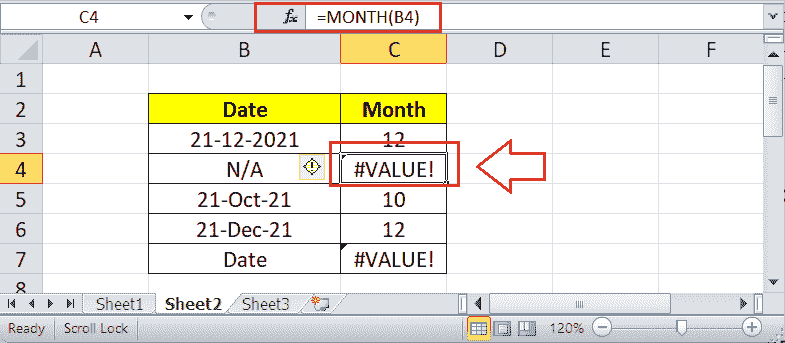 C4 fx =MONTH(B4)
A B C D E F
1
2 Date Month
3 21-12-2021 12
4 N/A #VALUE!
5 21-Oct-21 10
6 21-Dec-21 12
7 Date #VALUE!
8
Sheet1 Sheet2 Sheet3
Ready Scroll Lock 120%